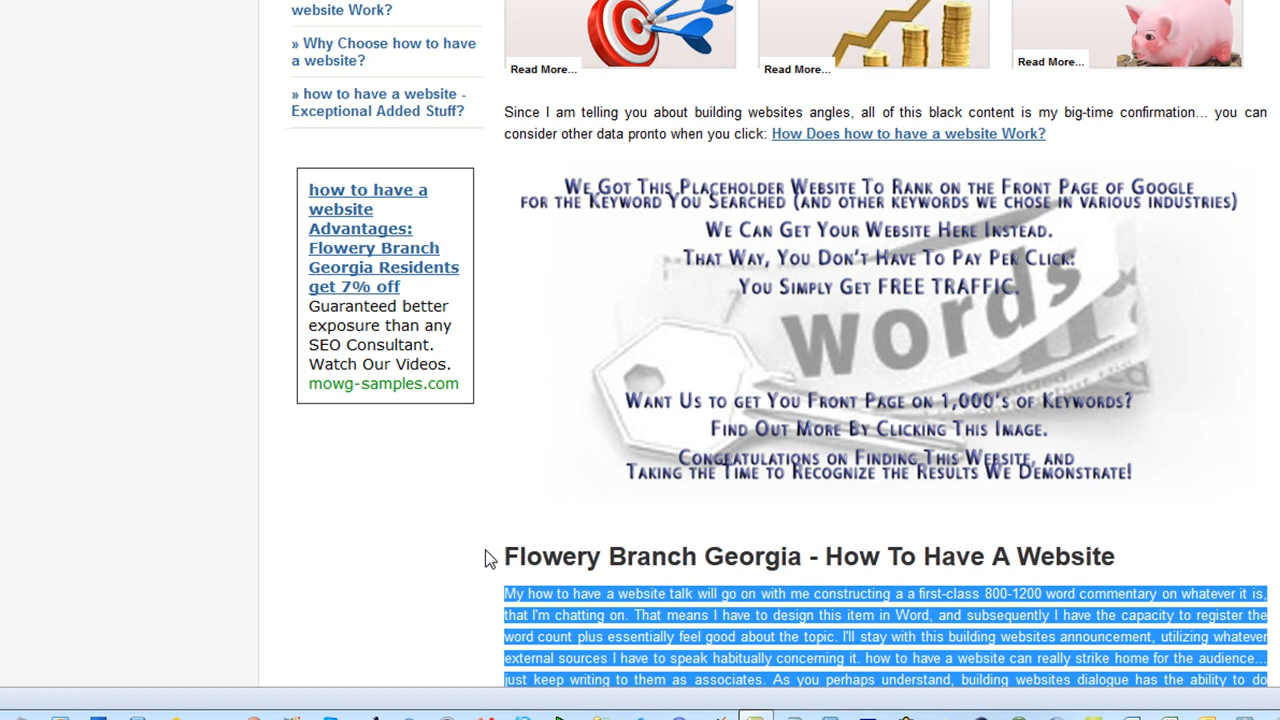 website Work?
» Why Choose how to have
a website?
» how to have a website -
Exceptional Added Stuff?
how to have a
website
Advantages:
Flowery Branch
Georgia Residents
get 7% off
Guaranteed better
exposure than any
SEO Consultant.
Watch Our Videos.
mowg-samples.com
Read More...
Read More...
Read More...
Since I am telling you about building websites angles, all of this black content is my big-time confirmation... you can
consider other data pronto when you click: How Does how to have a website Work?
We Got This Placeholder Website To Rank on the Front Page of Google
for the Keyword You Searched (and other keywords we chose in various industries)
We Can Get Your Website Here Instead.
That Way, You Don't Have To Pay Per Click:
You Simply Get FREE TRAFFIC.
words
Want Us to get You Front Page on 1,000's of Keywords?
Find Out More By Clicking This Image.
Congratulations on Finding This Website, and
Taking the Time to Recognize the Results We Demonstrate!
Flowery Branch Georgia - How To Have A Website
My how to have a website talk will go on with me constructing a a first-class 800-1200 word commentary on whatever it is,
that I'm chatting on. That means I have to design this item in Word, and subsequently I have the capacity to register the
word count plus essentially feel good about the topic. I'll stay with this building websites announcement, utilizing whatever
external sources I have to speak habitually concerning it. how to have a website can really strike home for the audience...
just keep writing to them as associates. As you perhaps understand, building websites dialogue has the ability to do